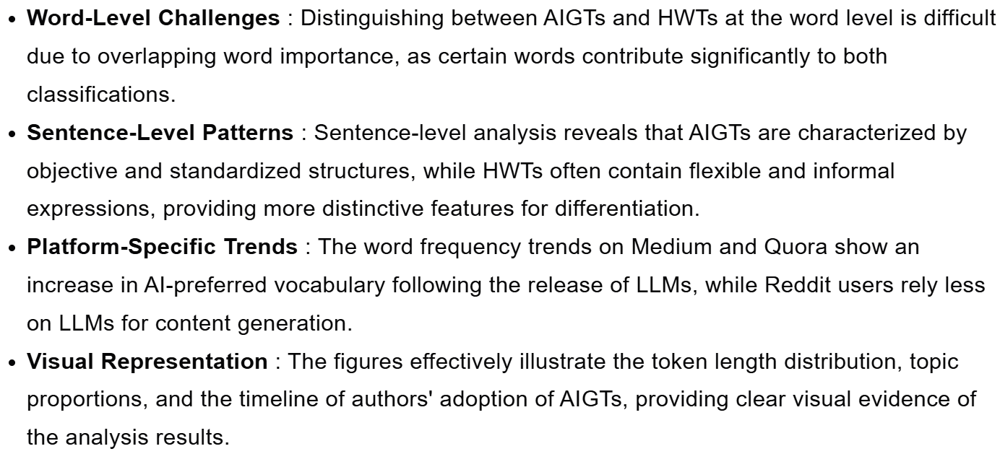 • Word-Level Challenges : Distinguishing between AIGTs and HWTs at the word level is difficult
due to overlapping word importance, as certain words contribute significantly to both
classifications.
• Sentence-Level Patterns : Sentence-level analysis reveals that AIGTs are characterized by
objective and standardized structures, while HWTs often contain flexible and informal
expressions, providing more distinctive features for differentiation.
• Platform-Specific Trends : The word frequency trends on Medium and Quora show an
increase in AI-preferred vocabulary following the release of LLMs, while Reddit users rely less
on LLMs for content generation.
• Visual Representation : The figures effectively illustrate the token length distribution, topic
proportions, and the timeline of authors' adoption of AIGTs, providing clear visual evidence of
the analysis results.